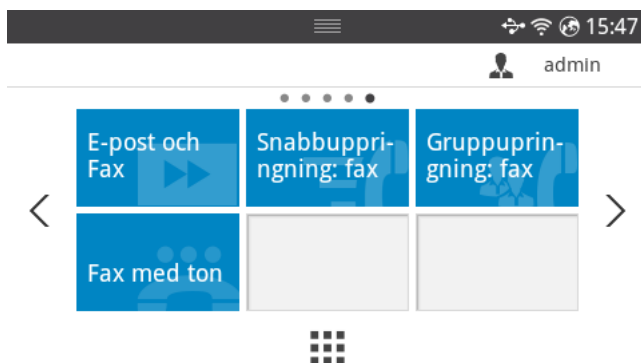 15:47
admin
E-post och
Fax
Snabbuppri-
ngning: fax
Gruppuprin-
gning: fax
Fax med ton